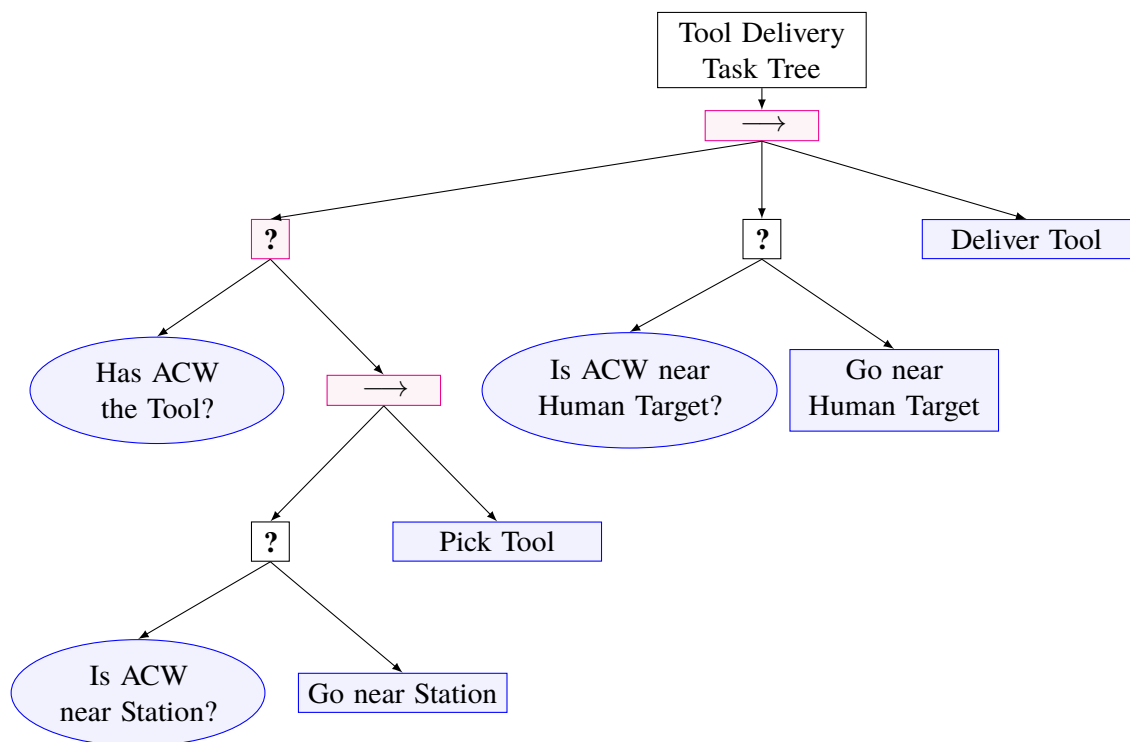 Tool Delivery
Task Tree
⟶
?
?
Deliver Tool
Has ACW
the Tool?
⟶
Is ACW near
Human Target?
Go near
Human Target
?
Pick Tool
Is ACW
near Station?
Go near Station